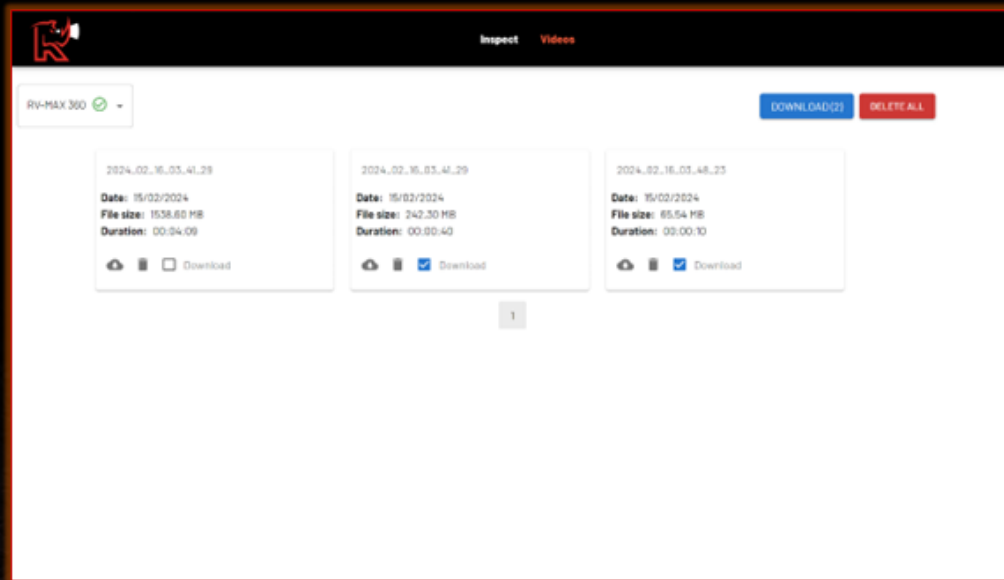 Inspect Videos
RV-MAX 360
DOWNLOAD(2) DELETE ALL
2024_02_16_03_41_29
Date: 15/02/2024
File size: 1538.60 MB
Duration: 00:04:09
Download
2024_02_16_03_41_29
Date: 15/02/2024
File size: 242.30 MB
Duration: 00:00:40
Download
2024_02_16_03_48_23
Date: 15/02/2024
File size: 65.54 MB
Duration: 00:00:10
Download
1